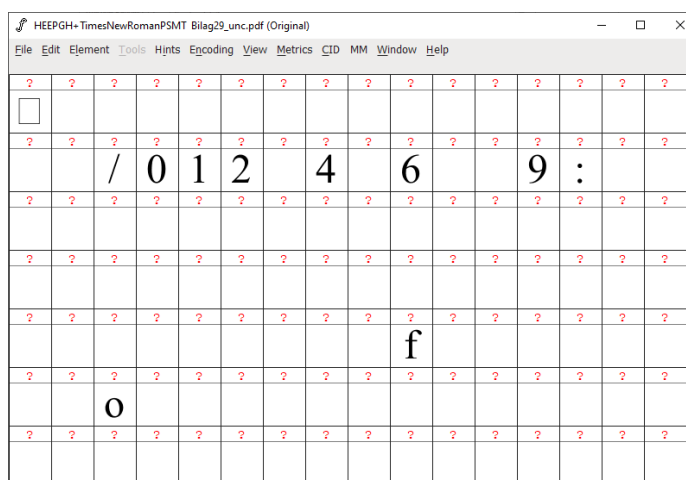 HEEPGH+TimesNewRomanPSMT Bilag29_unc.pdf (Original)
File Edit Element Tools Hints Encoding View Metrics CID MM Window Help
? ? ? ? ? ? ? ? ? ? ? ? ? ? ? ?
? ? ? ? ? ? ? ? ? ? ? ? ? ? ? ?
/ 0 1 2 4 6 9 :
? ? ? ? ? ? ? ? ? ? ? ? ? ? ? ?
? ? ? ? ? ? ? ? ? ? ? ? ? ? ? ?
? ? ? ? ? ? ? ? ? ? ? ? ? ? ? ?
f
? ? ? ? ? ? ? ? ? ? ? ? ? ? ? ?
o
? ? ? ? ? ? ? ? ? ? ? ? ? ? ? ?